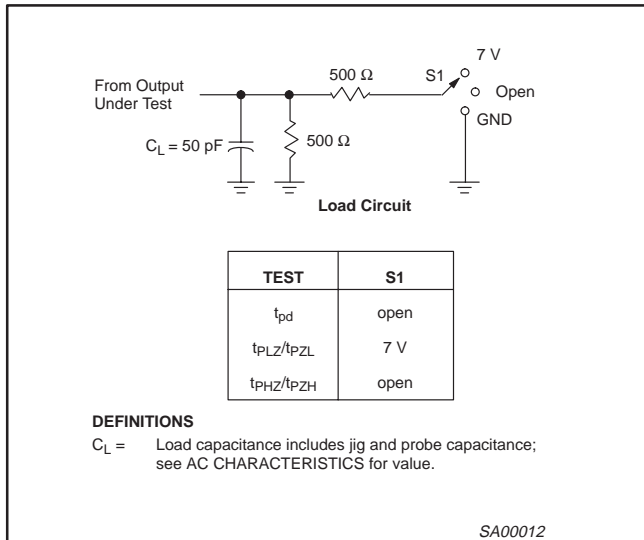 7 V
500 Ω
S1
From Output
Under Test
Open
GND
C_L = 50 pF
500 Ω
Load Circuit
TEST S1
t_pd open
t_PLZ/t_PZL 7 V
t_PHZ/t_PZH open
DEFINITIONS
C_L = Load capacitance includes jig and probe capacitance;
see AC CHARACTERISTICS for value.
SA00012